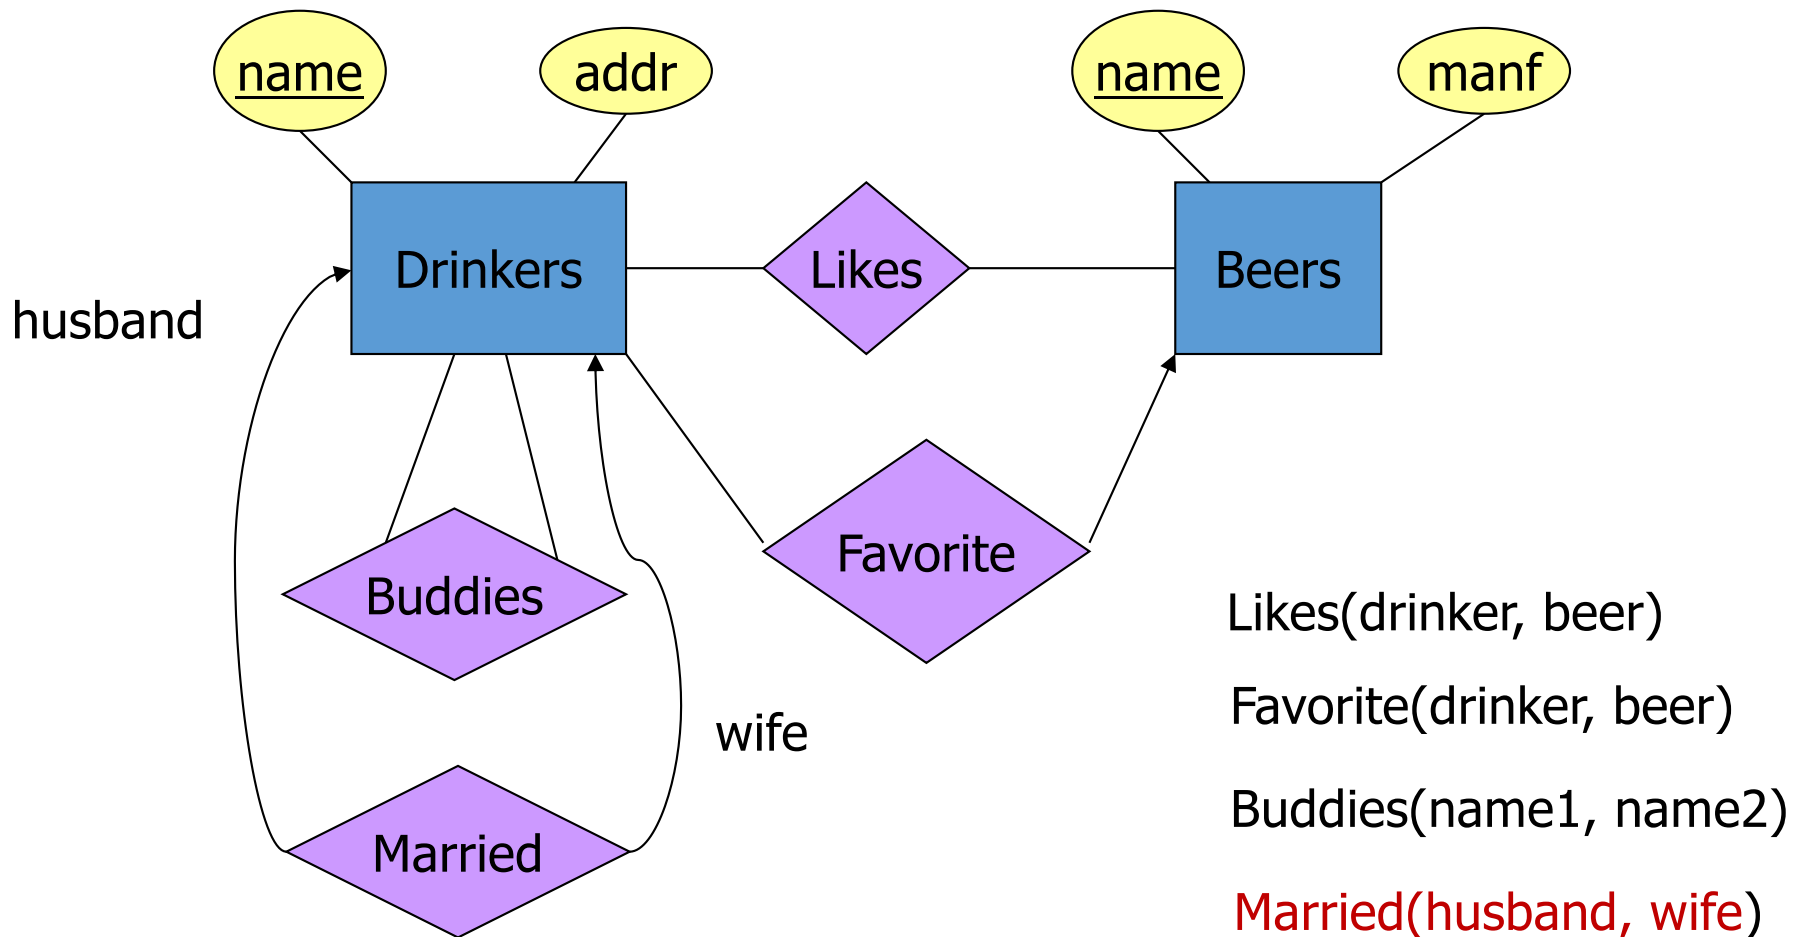 name
addr
name
manf
Drinkers
Likes
Beers
husband
Buddies
Favorite
wife
Married
Likes(drinker, beer)
Favorite(drinker, beer)
Buddies(name1, name2)
Married(husband, wife)